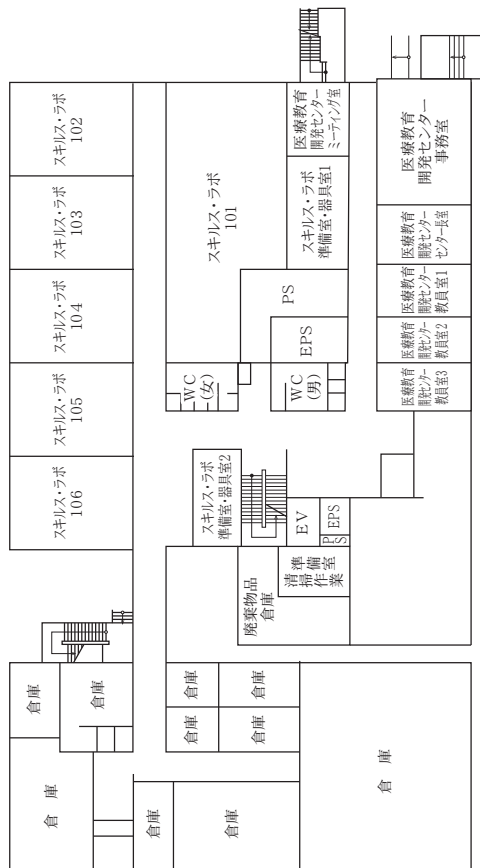 倉 庫
倉庫
倉庫
スキルス・ラボ
106
スキルス・ラボ
105
スキルス・ラボ
104
スキルス・ラボ
103
スキルス・ラボ
102
倉庫
倉庫
倉庫
スキルス・ラボ
準備室・器具室2
WC
(女)
スキルス・ラボ
101
倉庫
倉庫
倉庫
廃棄物品
倉庫
清掃作業
準備室
EV
PS
EPS
WC
(男)
EPS
PS
スキルス・ラボ
準備室・器具室1
医療教育
開発センター
ミーティング室
倉 庫
医療教育
開発センター
教員室3
医療教育
開発センター
教員室2
医療教育
開発センター
教員室1
医療教育
開発センター
センター長室
医療教育
開発センター
事務室